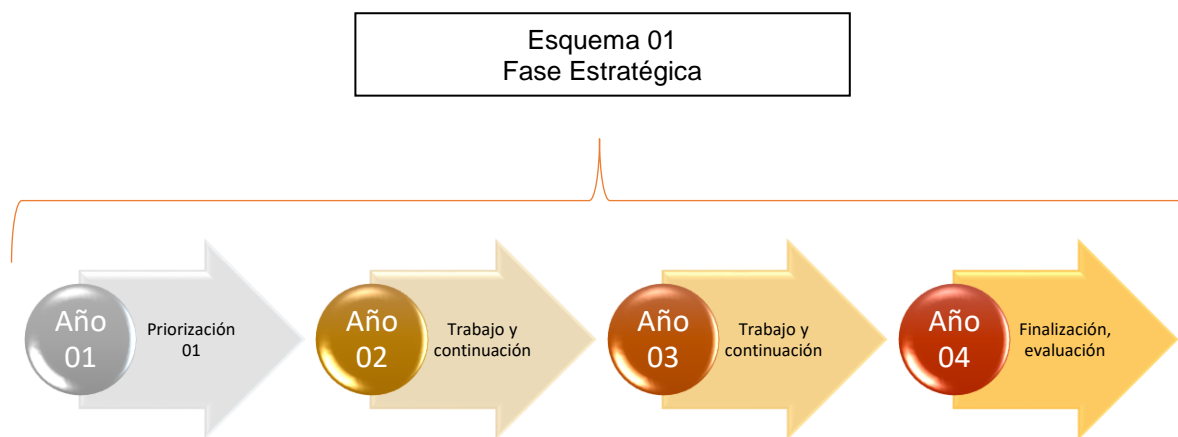 Esquema 01
Fase Estratégica
Año
01
Priorización
01
Año
02
Trabajo y
continuación
Año
03
Trabajo y
continuación
Año
04
Finalización,
evaluación